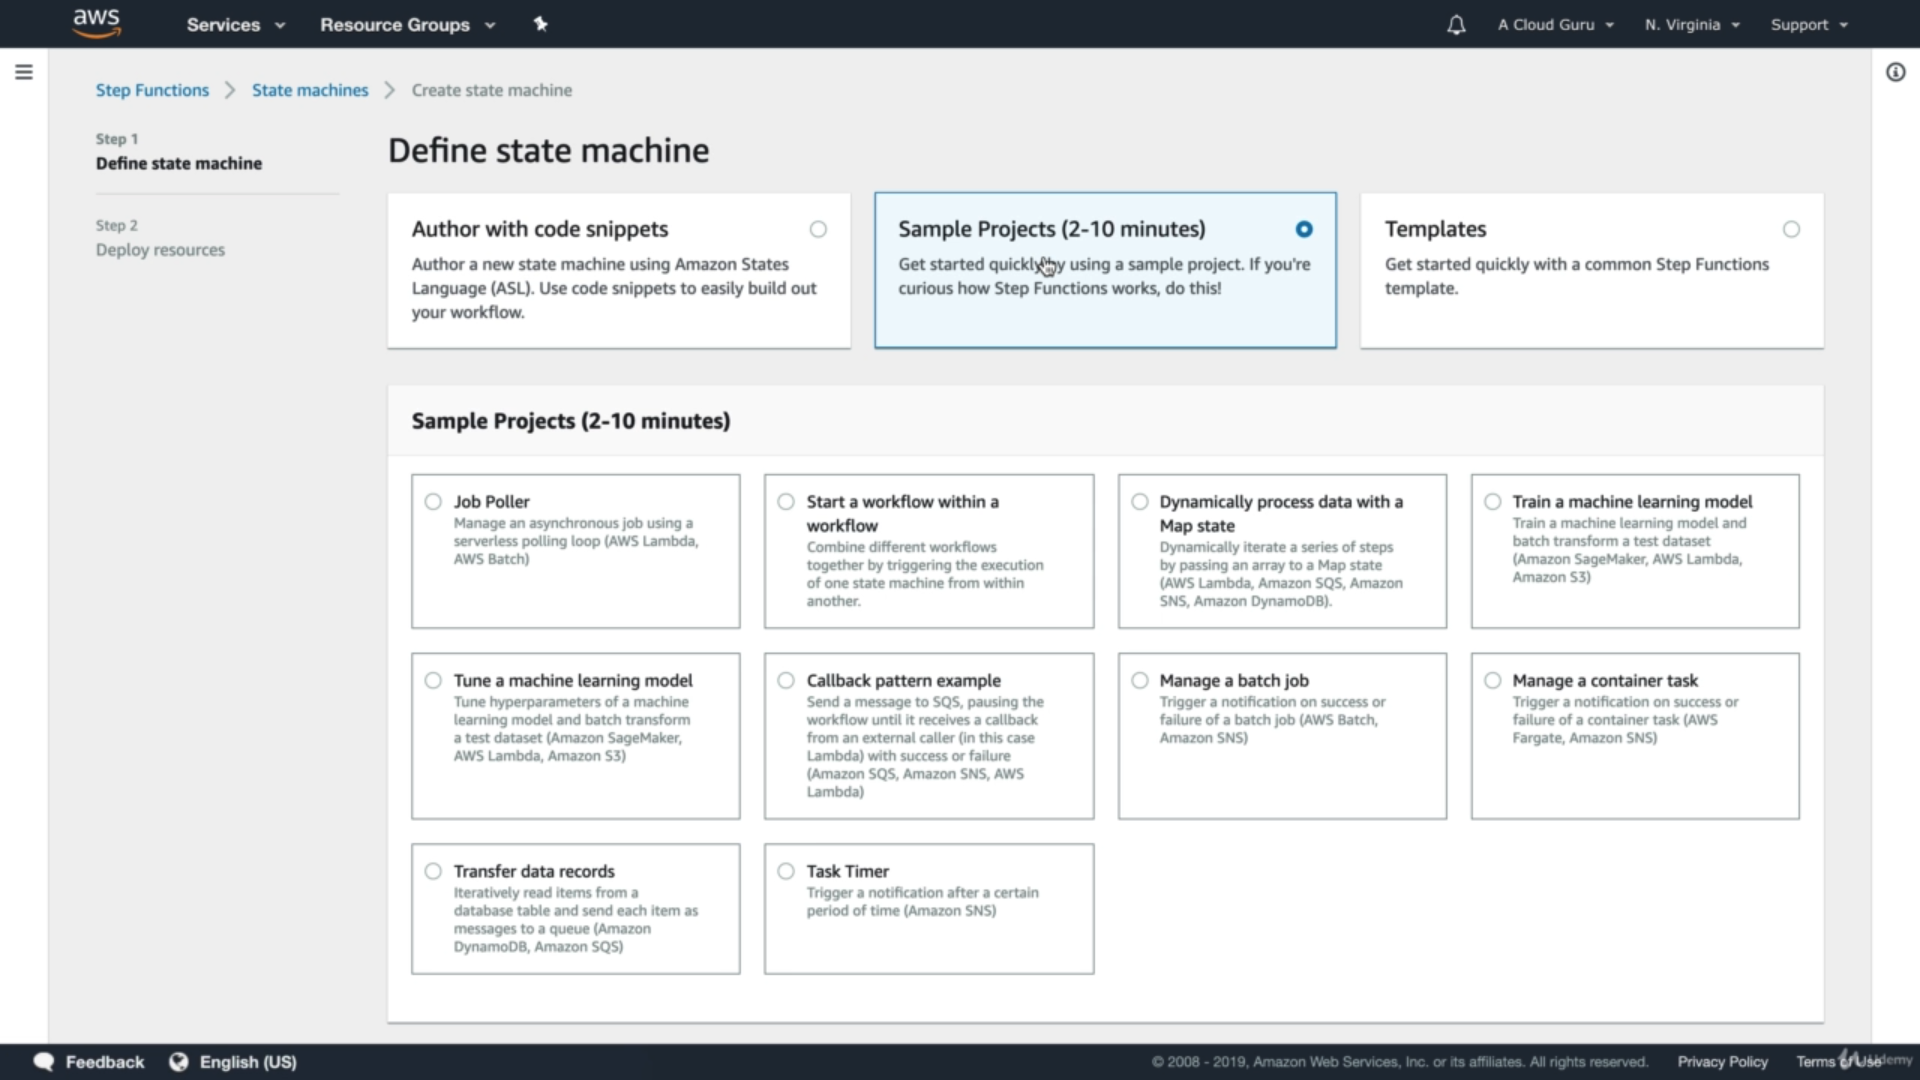 aws
Services
Resource Groups
A Cloud Guru
N. Virginia
Support
Step Functions
State machines
Create state machine
Step 1
Define state machine
Step 2
Deploy resources
Define state machine
Author with code snippets
Author a new state machine using Amazon States
Language (ASL). Use code snippets to easily build out
your workflow.
Sample Projects (2-10 minutes)
Get started quickly by using a sample project. If you're
curious how Step Functions works, do this!
Templates
Get started quickly with a common Step Functions
template.
Sample Projects (2-10 minutes)
Job Poller
Manage an asynchronous job using a
serverless polling loop (AWS Lambda,
AWS Batch)
Start a workflow within a
workflow
Combine different workflows
together by triggering the execution
of one state machine from within
another.
Dynamically process data with a
Map state
Dynamically iterate a series of steps
by passing an array to a Map state
(AWS Lambda, Amazon SQS, Amazon
SNS, Amazon DynamoDB).
Train a machine learning model
Train a machine learning model and
batch transform a test dataset
(Amazon SageMaker, AWS Lambda,
Amazon S3)
Tune a machine learning model
Tune hyperparameters of a machine
learning model and batch transform
a test dataset (Amazon SageMaker,
AWS Lambda, Amazon S3)
Callback pattern example
Send a message to SQS, pausing the
workflow until it receives a callback
from an external caller (in this case
Lambda) with success or failure
(Amazon SQS, Amazon SNS, AWS
Lambda)
Manage a batch job
Trigger a notification on success or
failure of a batch job (AWS Batch,
Amazon SNS)
Manage a container task
Trigger a notification on success or
failure of a container task (AWS
Fargate, Amazon SNS)
Transfer data records
Iteratively read items from a
database table and send each item as
messages to a queue (Amazon
DynamoDB, Amazon SQS)
Task Timer
Trigger a notification after a certain
period of time (Amazon SNS)
Feedback
English (US)
© 2008 - 2019, Amazon Web Services, Inc. or its affiliates. All rights reserved.
Privacy Policy
Terms of Use